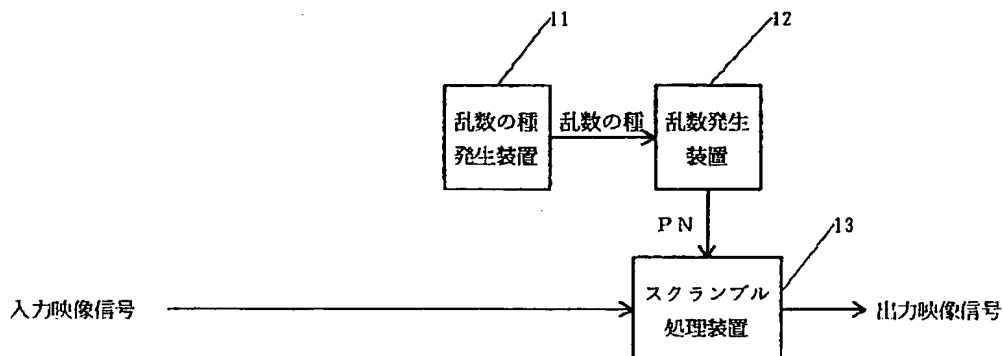 11
12
乱数の種
発生装置
乱数の種
乱数発生
装置
PN
13
入力映像信号
スクランブル
処理装置
出力映像信号